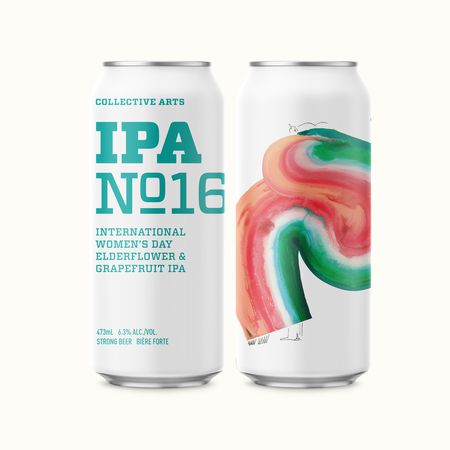 COLLECTIVE ARTS
IPA
No16
INTERNATIONAL
WOMEN'S DAY
ELDERFLOWER &
GRAPEFRUIT IPA
473mL 6.3% ALC./VOL.
STRONG BEER BIÈRE FORTE